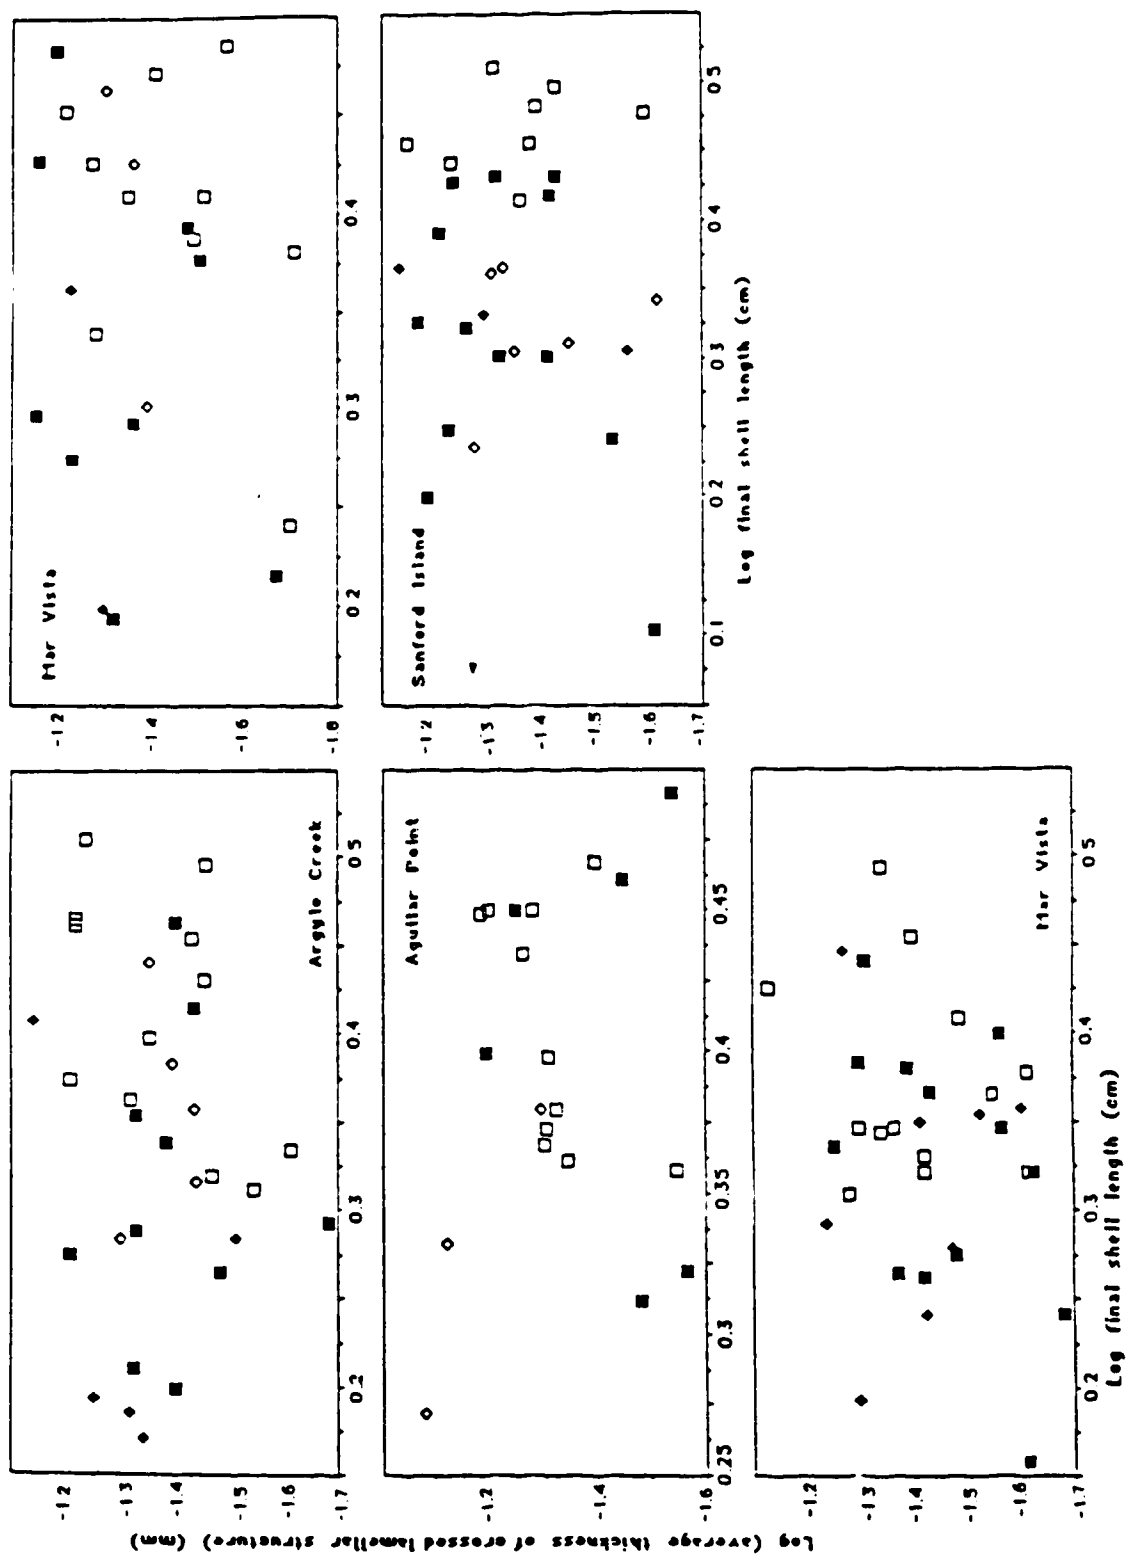 Log (average thickness of crossed lamellar structure) (mm)
-1.2
-1.3
-1.4
-1.5
-1.6
-1.7
Argyle Creek
0.2 0.3 0.4 0.5
Mar Vista
-1.2
-1.4
-1.6
-1.8
0.2 0.3 0.4
-1.2
-1.4
-1.6
Aguilar Point
0.25 0.3 0.35 0.4 0.45
Sanford Island
-1.2
-1.3
-1.4
-1.5
-1.6
-1.7
0.1 0.2 0.3 0.4 0.5
Log final shell length (cm)
-1.2
-1.3
-1.4
-1.5
-1.6
-1.7
Mar Vista
0.2 0.3 0.4 0.5
Log final shell length (cm)